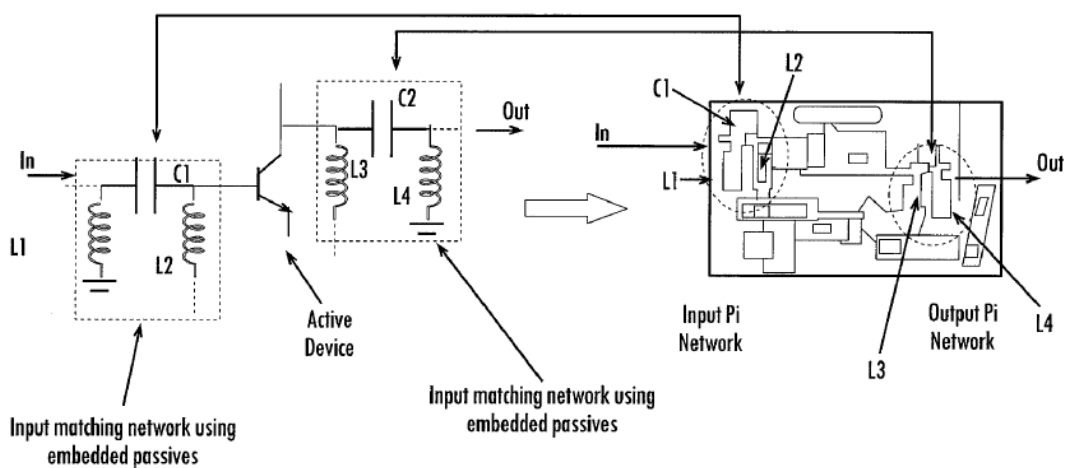 C2
Out
In
C1
L3
L4
L1
L2
Active
Device
Input matching network using
embedded passives
Input matching network using
embedded passives
L2
C1
In
L1
Out
Input Pi
Network
Output Pi
Network
L4
L3